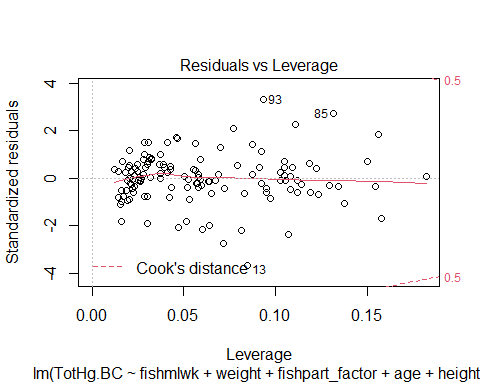 Residuals vs Leverage
Standardized residuals
4
2
0
-2
-4
0.5
93
85
13
Cook's distance
0.5
0.00 0.05 0.10 0.15
Leverage
lm(TotHg.BC ~ fishmlwk + weight + fishpart_factor + age + height